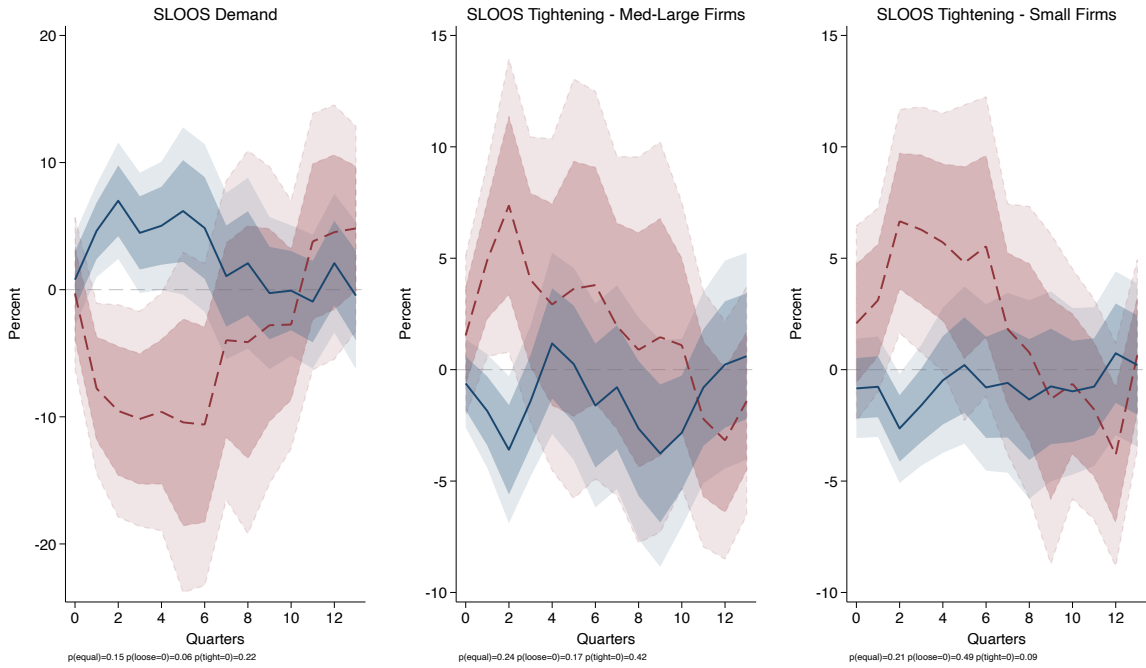 SLOOS Demand
20
10
0
-10
-20
Percent
0 2 4 6 8 10 12
Quarters
p(equal)=0.15 p(loose=0)=0.06 p(tight=0)=0.22
SLOOS Tightening - Med-Large Firms
15
10
5
0
-5
-10
Percent
0 2 4 6 8 10 12
Quarters
p(equal)=0.24 p(loose=0)=0.17 p(tight=0)=0.42
SLOOS Tightening - Small Firms
15
10
5
0
-5
-10
Percent
0 2 4 6 8 10 12
Quarters
p(equal)=0.21 p(loose=0)=0.49 p(tight=0)=0.09